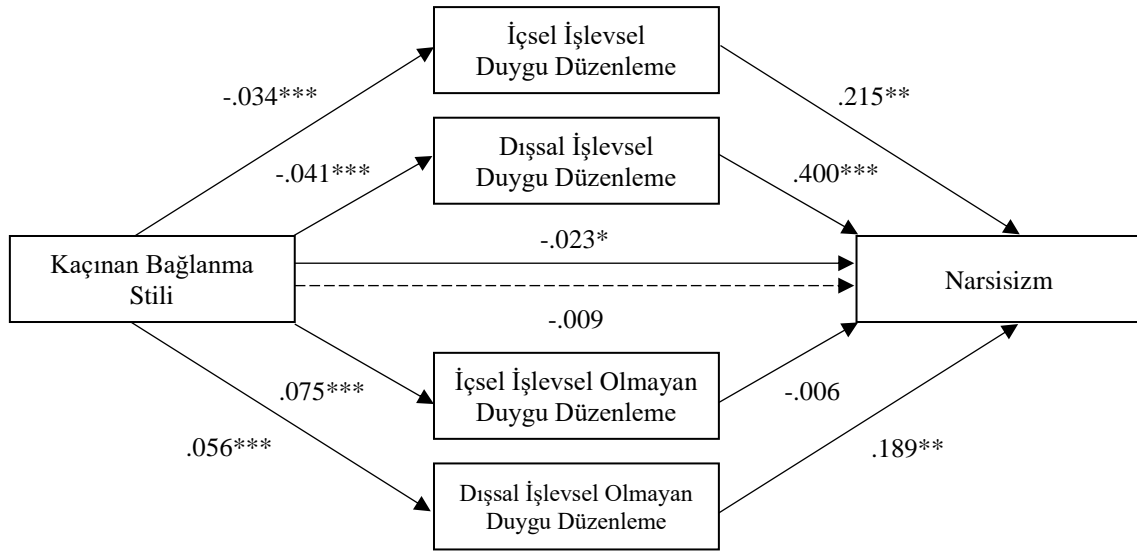 İçsel İşlevsel
Duygu Düzenleme
-.034***
.215**
Dışsal İşlevsel
Duygu Düzenleme
-.041***
.400***
-.023*
Kaçınan Bağlanma
Stili
Narsisizm
-.009
İçsel İşlevsel Olmayan
Duygu Düzenleme
.075***
-.006
.056***
.189**
Dışsal İşlevsel Olmayan
Duygu Düzenleme